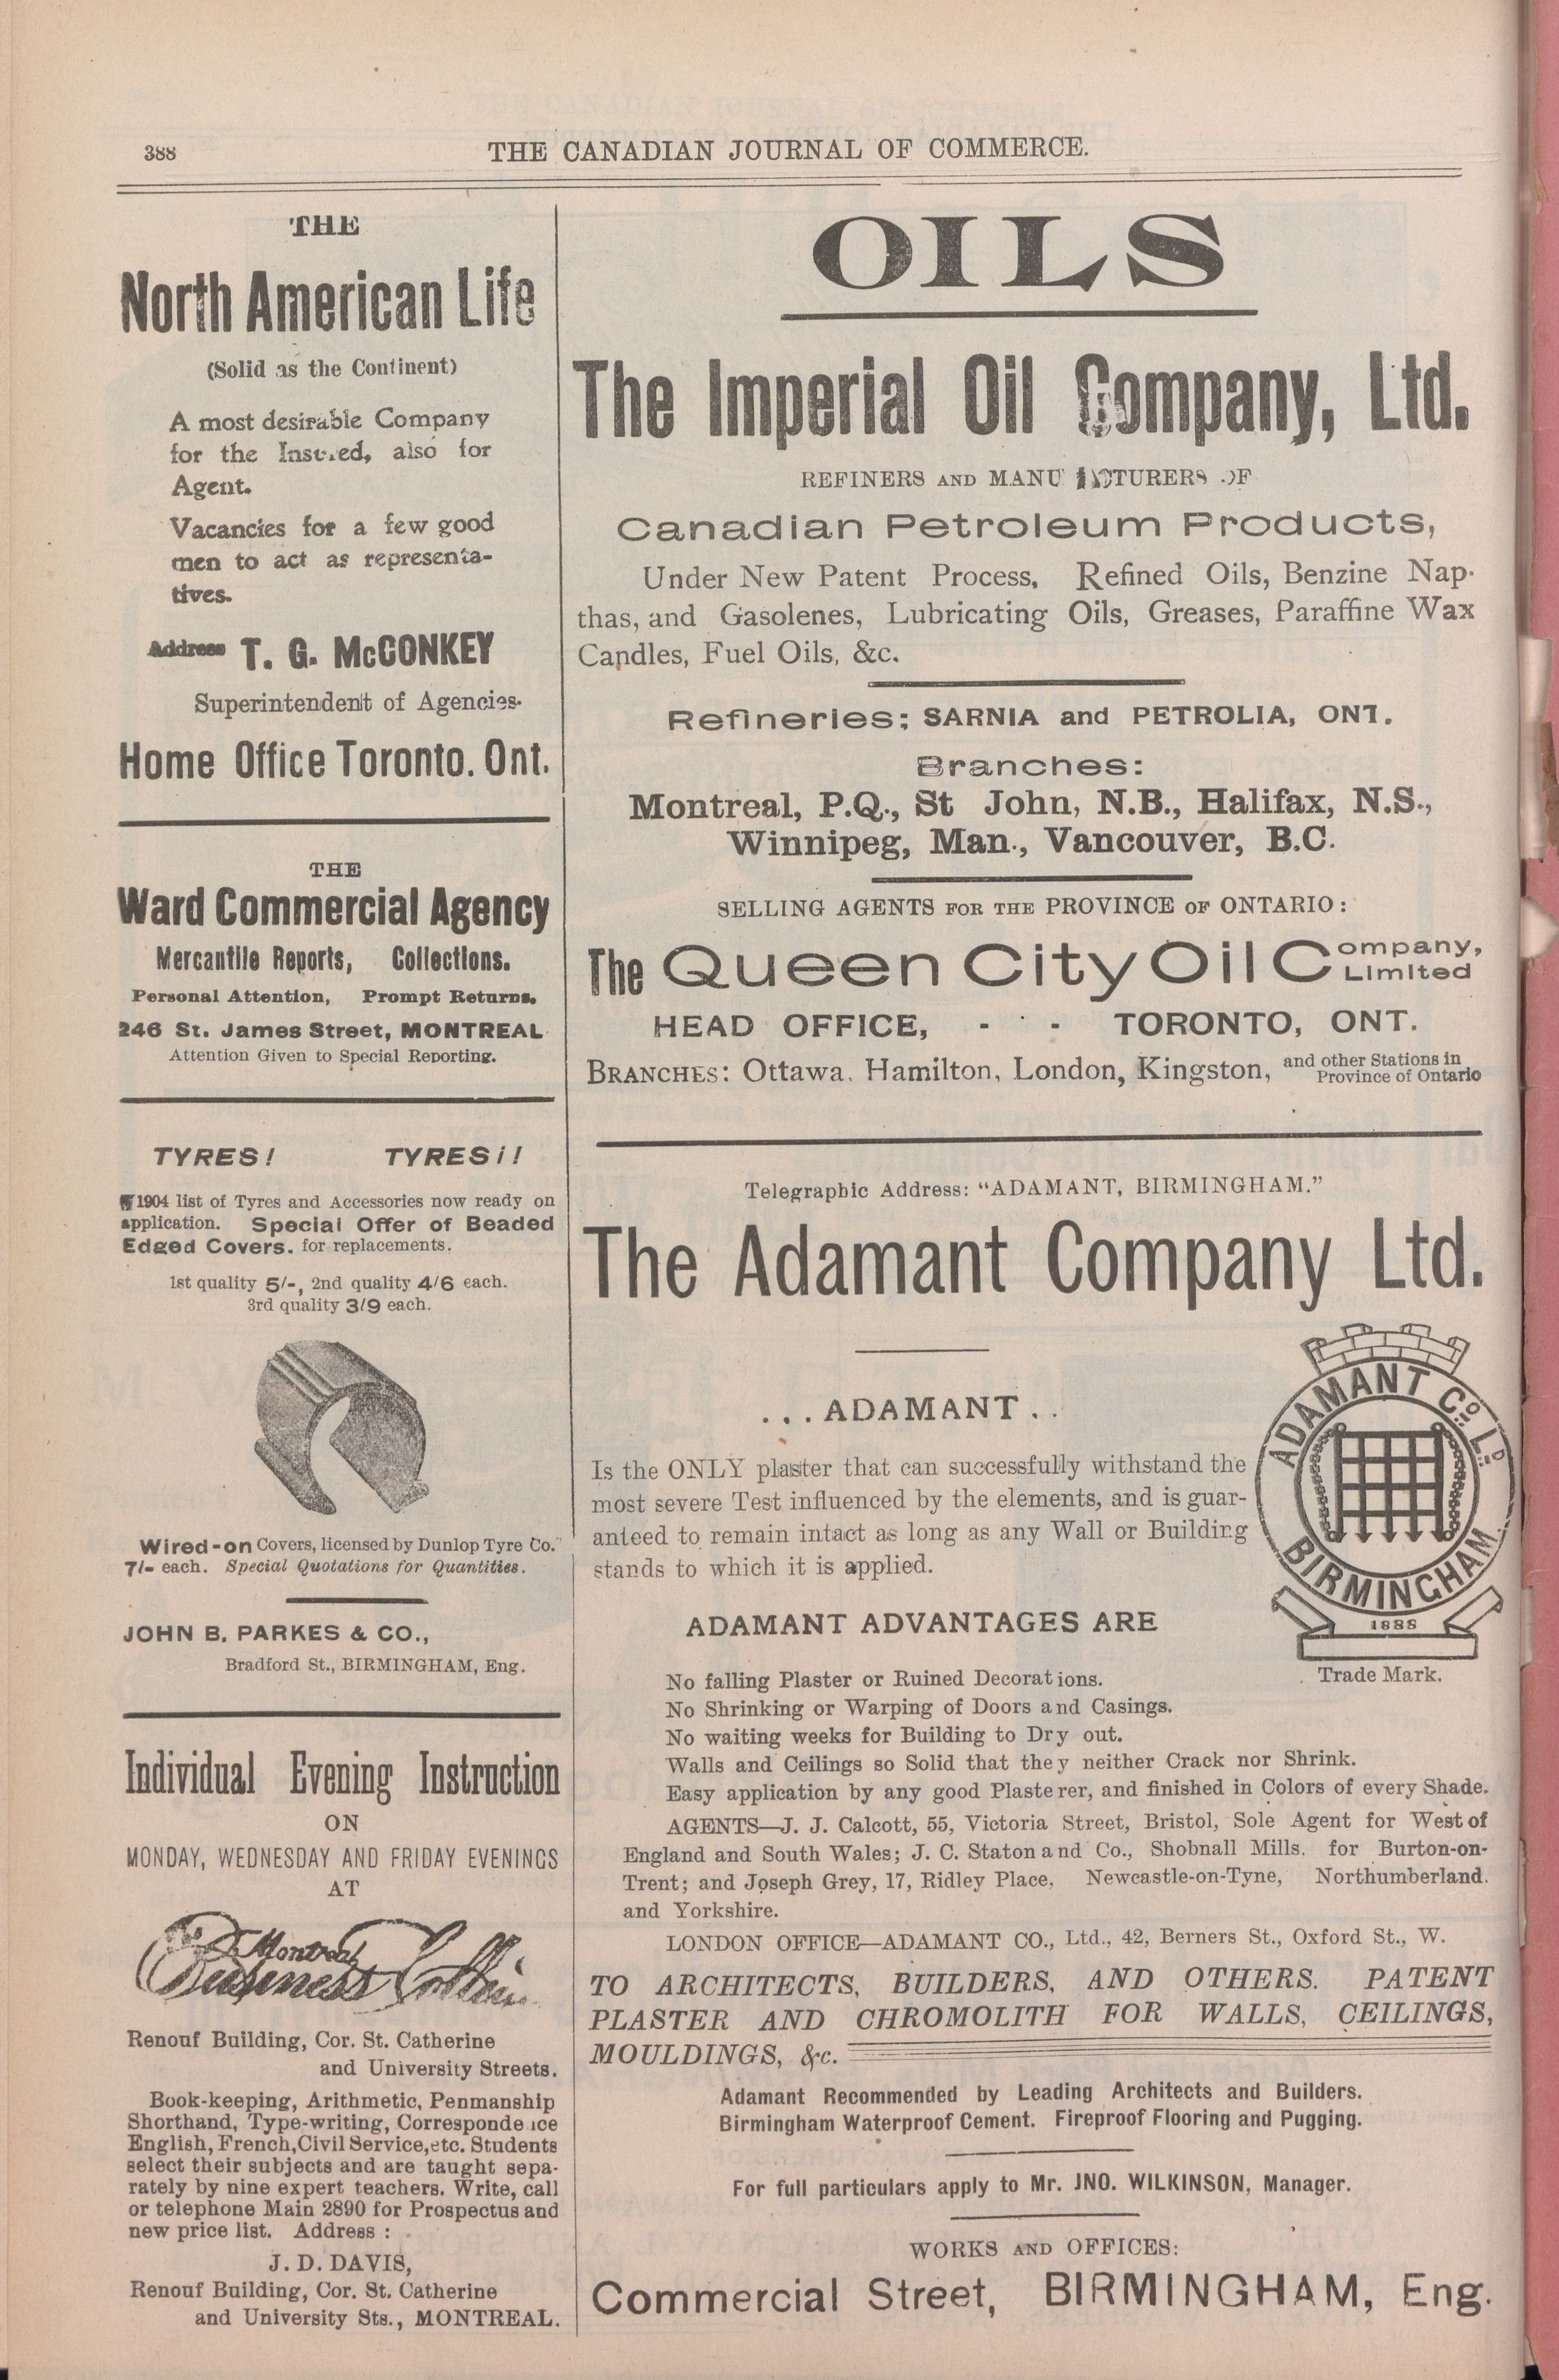 388
THE CANADIAN JOURNAL OF COMMERCE.
THE
North American Life
(Solid as the Continent)
A most desirable Company
for the Insured, also for
Agent.
Vacancies for a few good
men to act as representa-
tives.
Address T. G. McCONKEY
Superintendent of Agencies.
Home Office Toronto. Ont.
THE
Ward Commercial Agency
Mercantile Reports, Collections.
Personal Attention, Prompt Returns.
246 St. James Street, MONTREAL
Attention Given to Special Reporting.
TYRES! TYRES!!
1904 list of Tyres and Accessories now ready on
application. Special Offer of Beaded
Edged Covers. for replacements.
1st quality 5/-, 2nd quality 4/6 each.
3rd quality 3/9 each.
Wired-on Covers, licensed by Dunlop Tyre Co.
7/- each. Special Quotations for Quantities.
JOHN B. PARKES & CO.,
Bradford St., BIRMINGHAM, Eng.
Individual Evening Instruction
ON
MONDAY, WEDNESDAY AND FRIDAY EVENINGS
AT
Montreal
Business College
Renouf Building, Cor. St. Catherine
and University Streets.
Book-keeping, Arithmetic, Penmanship
Shorthand, Type-writing, Correspondence
English, French, Civil Service, etc. Students
select their subjects and are taught sepa-
rately by nine expert teachers. Write, call
or telephone Main 2890 for Prospectus and
new price list. Address :
J. D. DAVIS,
Renouf Building, Cor. St. Catherine
and University Sts., MONTREAL.
OILS
The Imperial Oil Company, Ltd.
REFINERS AND MANUFACTURERS OF
Canadian Petroleum Products,
Under New Patent Process, Refined Oils, Benzine Nap-
thas, and Gasolenes, Lubricating Oils, Greases, Paraffine Wax
Candles, Fuel Oils, &c.
Refineries; SARNIA and PETROLIA, ONT.
Branches:
Montreal, P.Q., St John, N.B., Halifax, N.S.,
Winnipeg, Man., Vancouver, B.C.
SELLING AGENTS FOR THE PROVINCE OF ONTARIO:
The Queen City Oil Company, Limited
HEAD OFFICE, - - TORONTO, ONT.
BRANCHES: Ottawa, Hamilton, London, Kingston, and other Stations in Province of Ontario
Telegraphic Address: "ADAMANT, BIRMINGHAM."
The Adamant Company Ltd.
...ADAMANT..
Is the ONLY plaster that can successfully withstand the
most severe Test influenced by the elements, and is guar-
anteed to remain intact as long as any Wall or Building
stands to which it is applied.
ADAMANT CO. LD.
BIRMINGHAM
1888
Trade Mark.
ADAMANT ADVANTAGES ARE
No falling Plaster or Ruined Decorations.
No Shrinking or Warping of Doors and Casings.
No waiting weeks for Building to Dry out.
Walls and Ceilings so Solid that they neither Crack nor Shrink.
Easy application by any good Plasterer, and finished in Colors of every Shade.
AGENTS—J. J. Calcott, 55, Victoria Street, Bristol, Sole Agent for West of
England and South Wales; J. C. Staton and Co., Shobnall Mills. for Burton-on-
Trent; and Joseph Grey, 17, Ridley Place, Newcastle-on-Tyne, Northumberland.
and Yorkshire.
LONDON OFFICE—ADAMANT CO., Ltd., 42, Berners St., Oxford St., W.
TO ARCHITECTS, BUILDERS, AND OTHERS. PATENT
PLASTER AND CHROMOLITH FOR WALLS, CEILINGS,
MOULDINGS, &c.
Adamant Recommended by Leading Architects and Builders.
Birmingham Waterproof Cement. Fireproof Flooring and Pugging.
For full particulars apply to Mr. JNO. WILKINSON, Manager.
WORKS AND OFFICES:
Commercial Street, BIRMINGHAM, Eng.